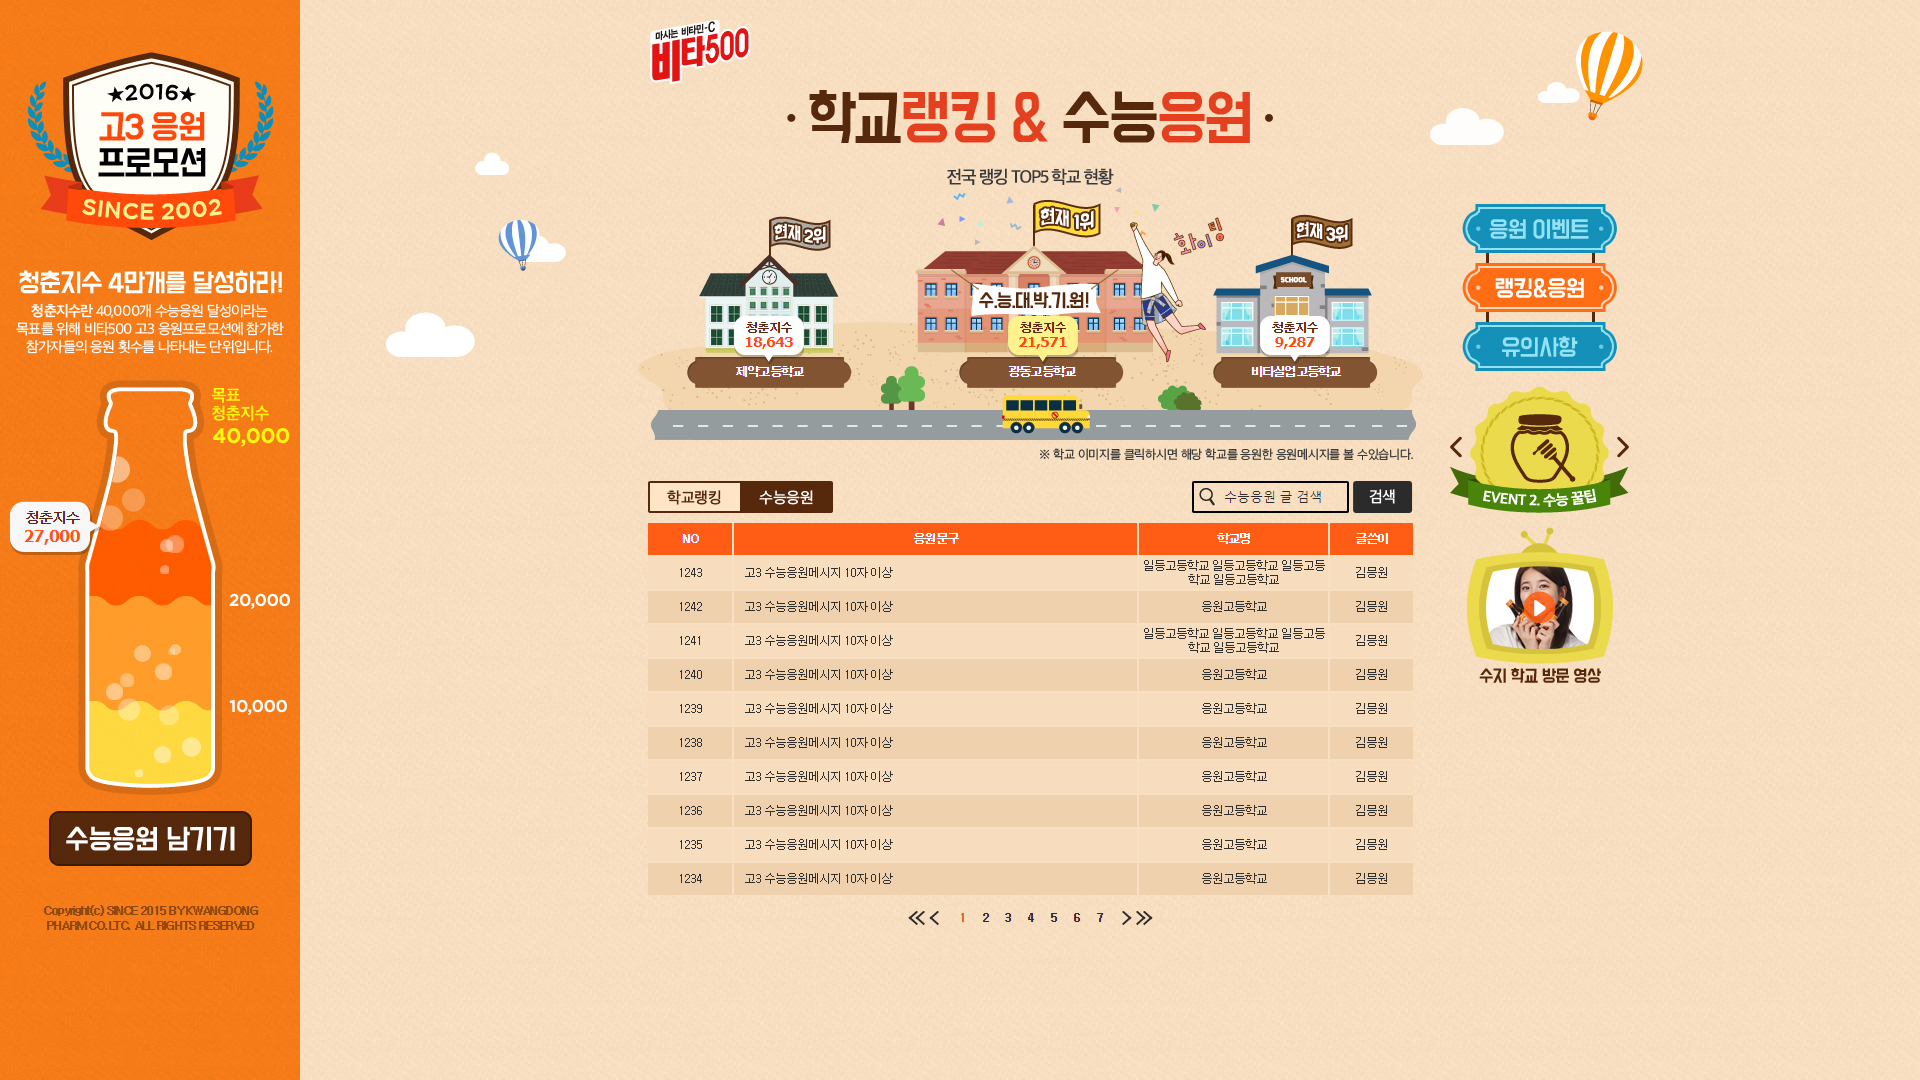 ★2016★
고3 응원
프로모션
SINCE 2002
청춘지수 4만개를 달성하라!
청춘지수란 40,000개 수능응원 달성이라는
목표를 위해 비타500 고3 응원프로모션에 참가한
참가자들의 응원 횟수를 나타내는 단위입니다.
목표
청춘지수
40,000
청춘지수
27,000
20,000
10,000
수능응원 남기기
Copyright(c) SINCE 2015 BY KWANGDONG
PHARM CO. LTC. ALL RIGHTS RESERVED
마시는 비타민-C
비타500
· 학교랭킹 & 수능응원 ·
전국 랭킹 TOP5 학교 현황
현재 2위
현재 1위
현재 3위
화이팅
SCHOOL
수.능.대.박.기.원!
청춘지수
18,643
청춘지수
21,571
청춘지수
9,287
제약고등학교
광동고등학교
비타실업고등학교
※ 학교 이미지를 클릭하시면 해당 학교를 응원한 응원메시지를 볼 수있습니다.
학교랭킹 수능응원
수능응원 글 검색 검색
NO 응원문구 학교명 글쓴이
1243 고3 수능응원메시지 10자 이상 일등고등학교 일등고등학교 일등고등
학교 일등고등학교 김몽원
1242 고3 수능응원메시지 10자 이상 응원고등학교 김몽원
1241 고3 수능응원메시지 10자 이상 일등고등학교 일등고등학교 일등고등
학교 일등고등학교 김몽원
1240 고3 수능응원메시지 10자 이상 응원고등학교 김몽원
1239 고3 수능응원메시지 10자 이상 응원고등학교 김몽원
1238 고3 수능응원메시지 10자 이상 응원고등학교 김몽원
1237 고3 수능응원메시지 10자 이상 응원고등학교 김몽원
1236 고3 수능응원메시지 10자 이상 응원고등학교 김몽원
1235 고3 수능응원메시지 10자 이상 응원고등학교 김몽원
1234 고3 수능응원메시지 10자 이상 응원고등학교 김몽원
1 2 3 4 5 6 7
응원 이벤트
랭킹&응원
유의사항
EVENT 2. 수능 꿀팁
수지 학교 방문 영상